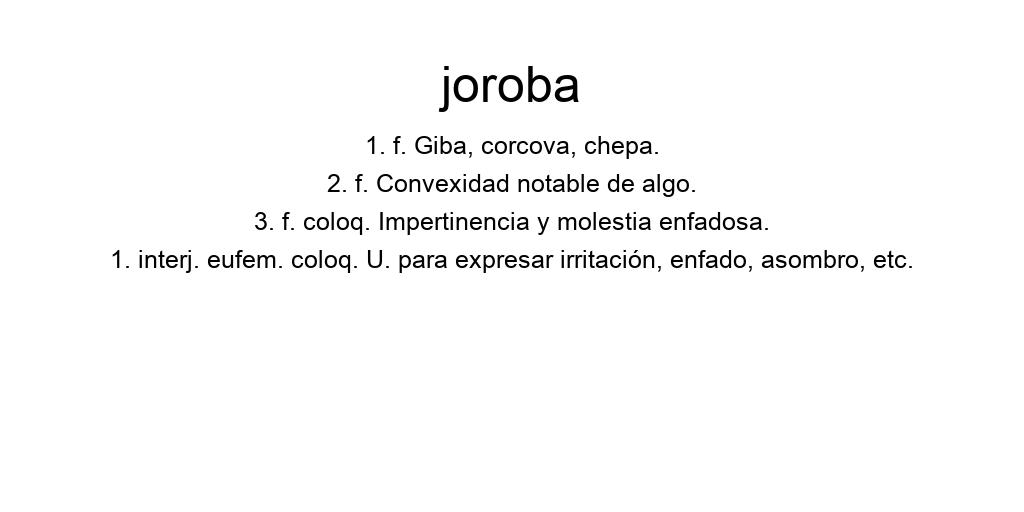 joroba
1. f. Giba, corcova, chepa.
2. f. Convexidad notable de algo.
3. f. coloq. Impertinencia y molestia enfadosa.
1. interj. eufem. coloq. U. para expresar irritación, enfado, asombro, etc.